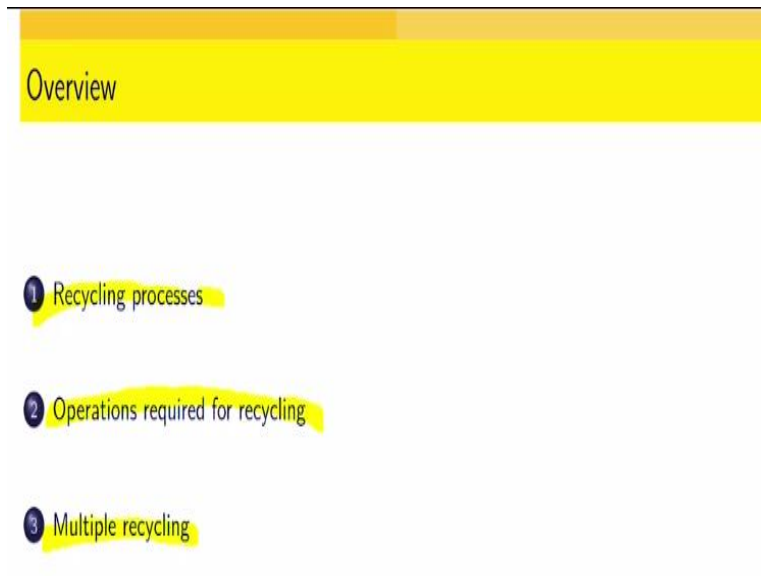 Overview
1 Recycling processes
2 Operations required for recycling
3 Multiple recycling